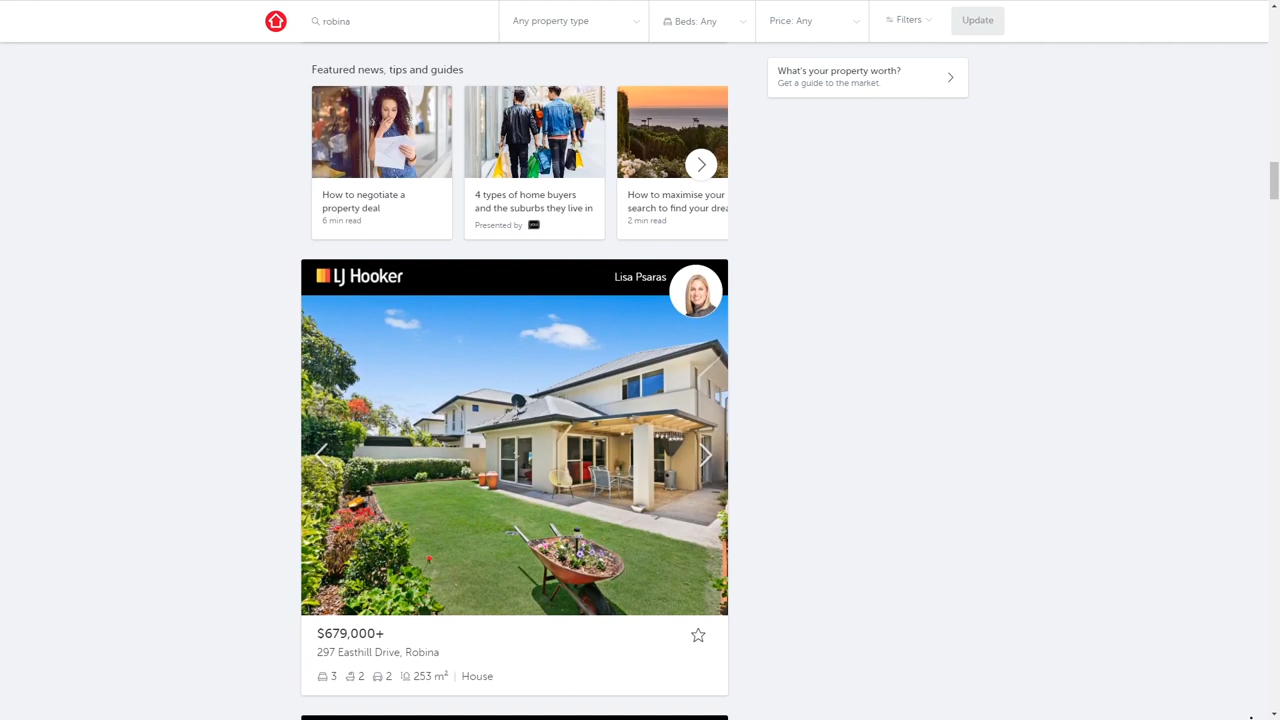 robina
Any property type
Beds: Any
Price: Any
Filters
Update
Featured news, tips and guides
What's your property worth?
Get a guide to the market.
How to negotiate a
property deal
6 min read
4 types of home buyers
and the suburbs they live in
Presented by
How to maximise your
search to find your drea
2 min read
LJ Hooker
Lisa Psaras
$679,000+
297 Easthill Drive, Robina
3 2 2 253 m² | House